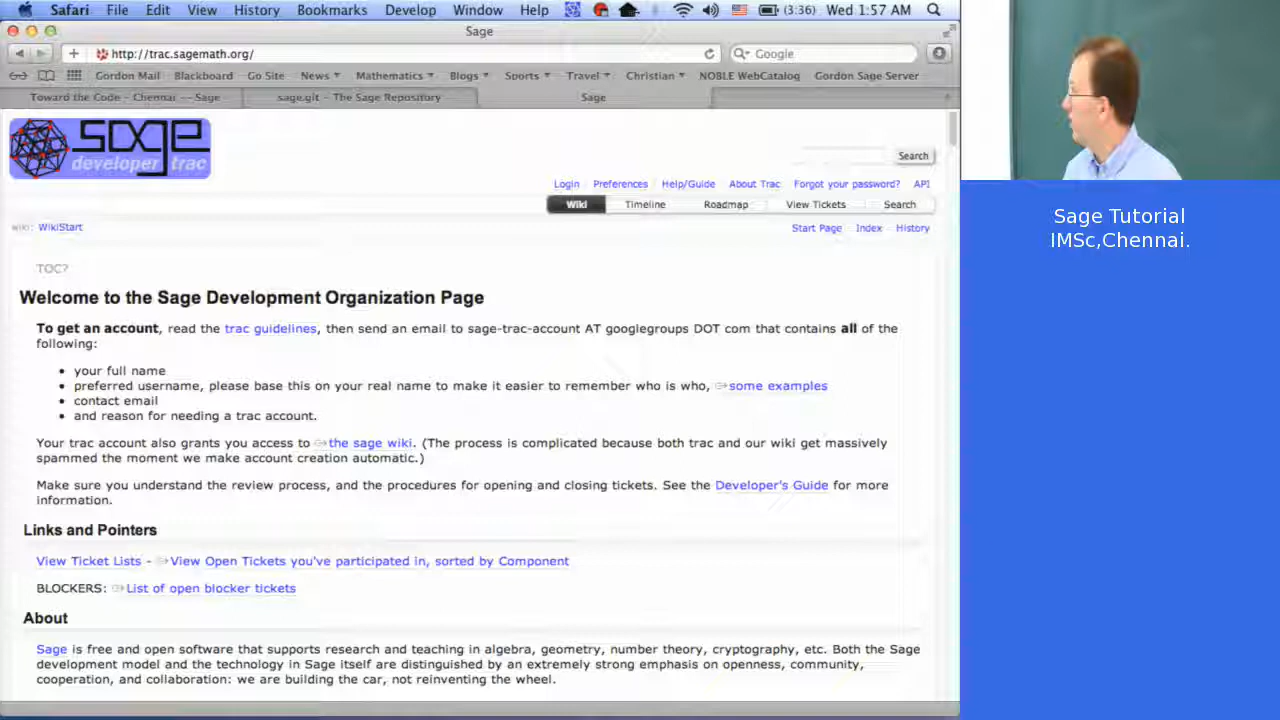 Safari File Edit View History Bookmarks Develop Window Help (3:36) Wed 1:57 AM
Sage
http://trac.sagemath.org/ Google
Gordon Mail Blackboard Go Site News Mathematics Blogs Sports Travel Christian NOBLE WebCatalog Gordon Sage Server
Toward the Code - Chennai -- Sage sage.git - The Sage Repository Sage
sage
developer trac
Search
Login Preferences Help/Guide About Trac Forgot your password? API
Wiki Timeline Roadmap View Tickets Search
wiki: WikiStart Start Page Index History
TOC?
Welcome to the Sage Development Organization Page
To get an account, read the trac guidelines, then send an email to sage-trac-account AT googlegroups DOT com that contains all of the
following:
• your full name
• preferred username, please base this on your real name to make it easier to remember who is who, some examples
• contact email
• and reason for needing a trac account.
Your trac account also grants you access to the sage wiki. (The process is complicated because both trac and our wiki get massively
spammed the moment we make account creation automatic.)
Make sure you understand the review process, and the procedures for opening and closing tickets. See the Developer's Guide for more
information.
Links and Pointers
View Ticket Lists - View Open Tickets you've participated in, sorted by Component
BLOCKERS: List of open blocker tickets
About
Sage is free and open software that supports research and teaching in algebra, geometry, number theory, cryptography, etc. Both the Sage
development model and the technology in Sage itself are distinguished by an extremely strong emphasis on openness, community,
cooperation, and collaboration: we are building the car, not reinventing the wheel.
Sage Tutorial
IMSc,Chennai.